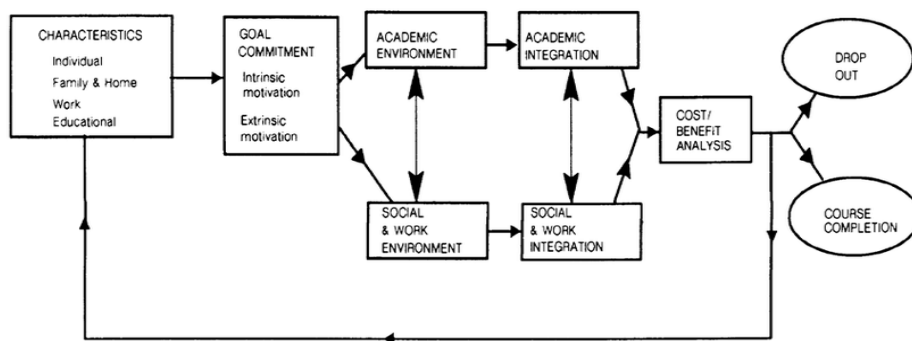 CHARACTERISTICS
Individual
Family & Home
Work
Educational
GOAL
COMMITMENT
Intrinsic
motivation
Extrinsic
motivation
ACADEMIC
ENVIRONMENT
ACADEMIC
INTEGRATION
SOCIAL
& WORK
ENVIRONMENT
SOCIAL
& WORK
INTEGRATION
COST/
BENEFIT
ANALYSIS
DROP
OUT
COURSE
COMPLETION